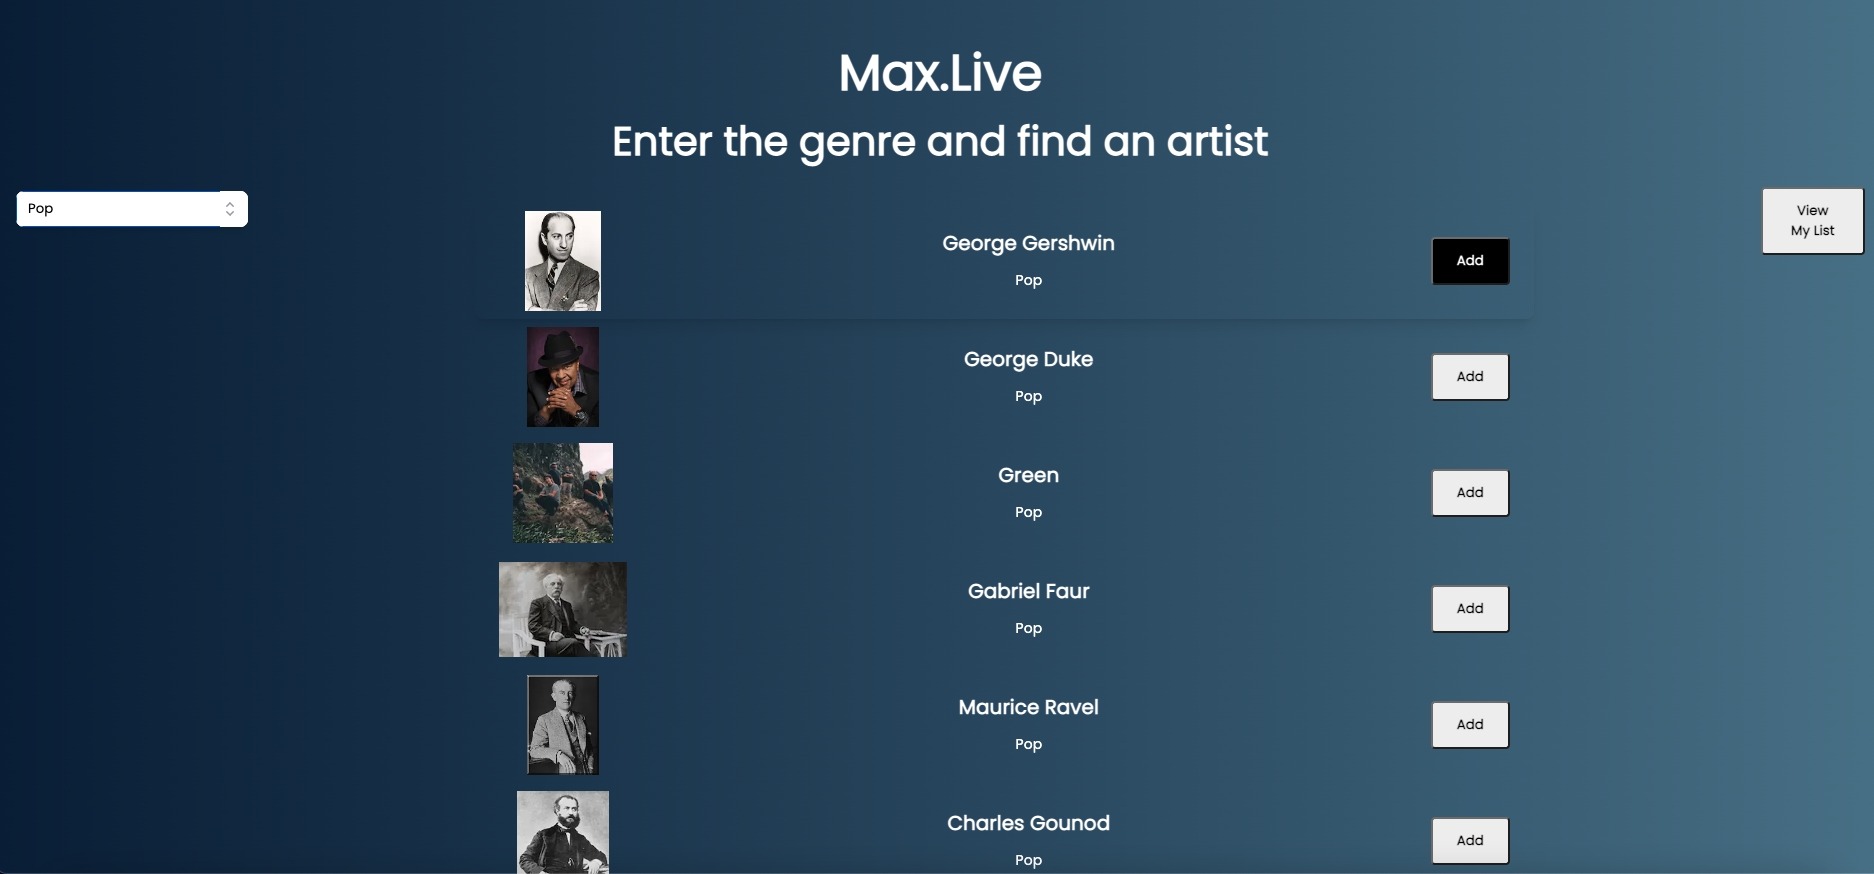 Max.Live
Enter the genre and find an artist
Pop
View
My List
George Gershwin
Pop
Add
George Duke
Pop
Add
Green
Pop
Add
Gabriel Faur
Pop
Add
Maurice Ravel
Pop
Add
Charles Gounod
Pop
Add